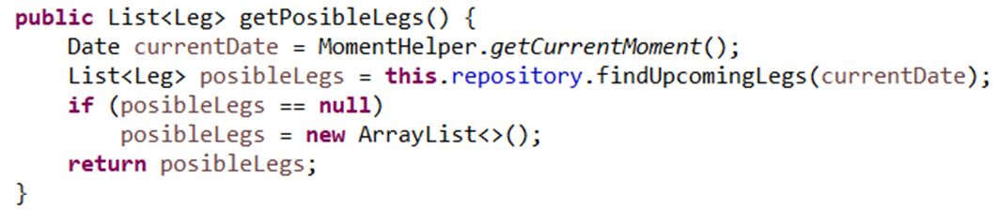 public List<Leg> getPosibleLegs() {
    Date currentDate = MomentHelper.getCurrentMoment();
    List<Leg> posibleLegs = this.repository.findUpcomingLegs(currentDate);
    if (posibleLegs == null)
        posibleLegs = new ArrayList<>();
    return posibleLegs;
}